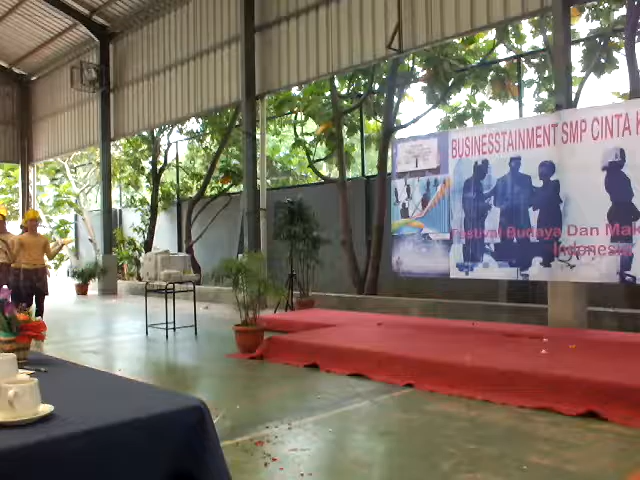 BUSINESSTAINMENT SMP CINTA K
Festival Budaya Dan Mak
Indonesia